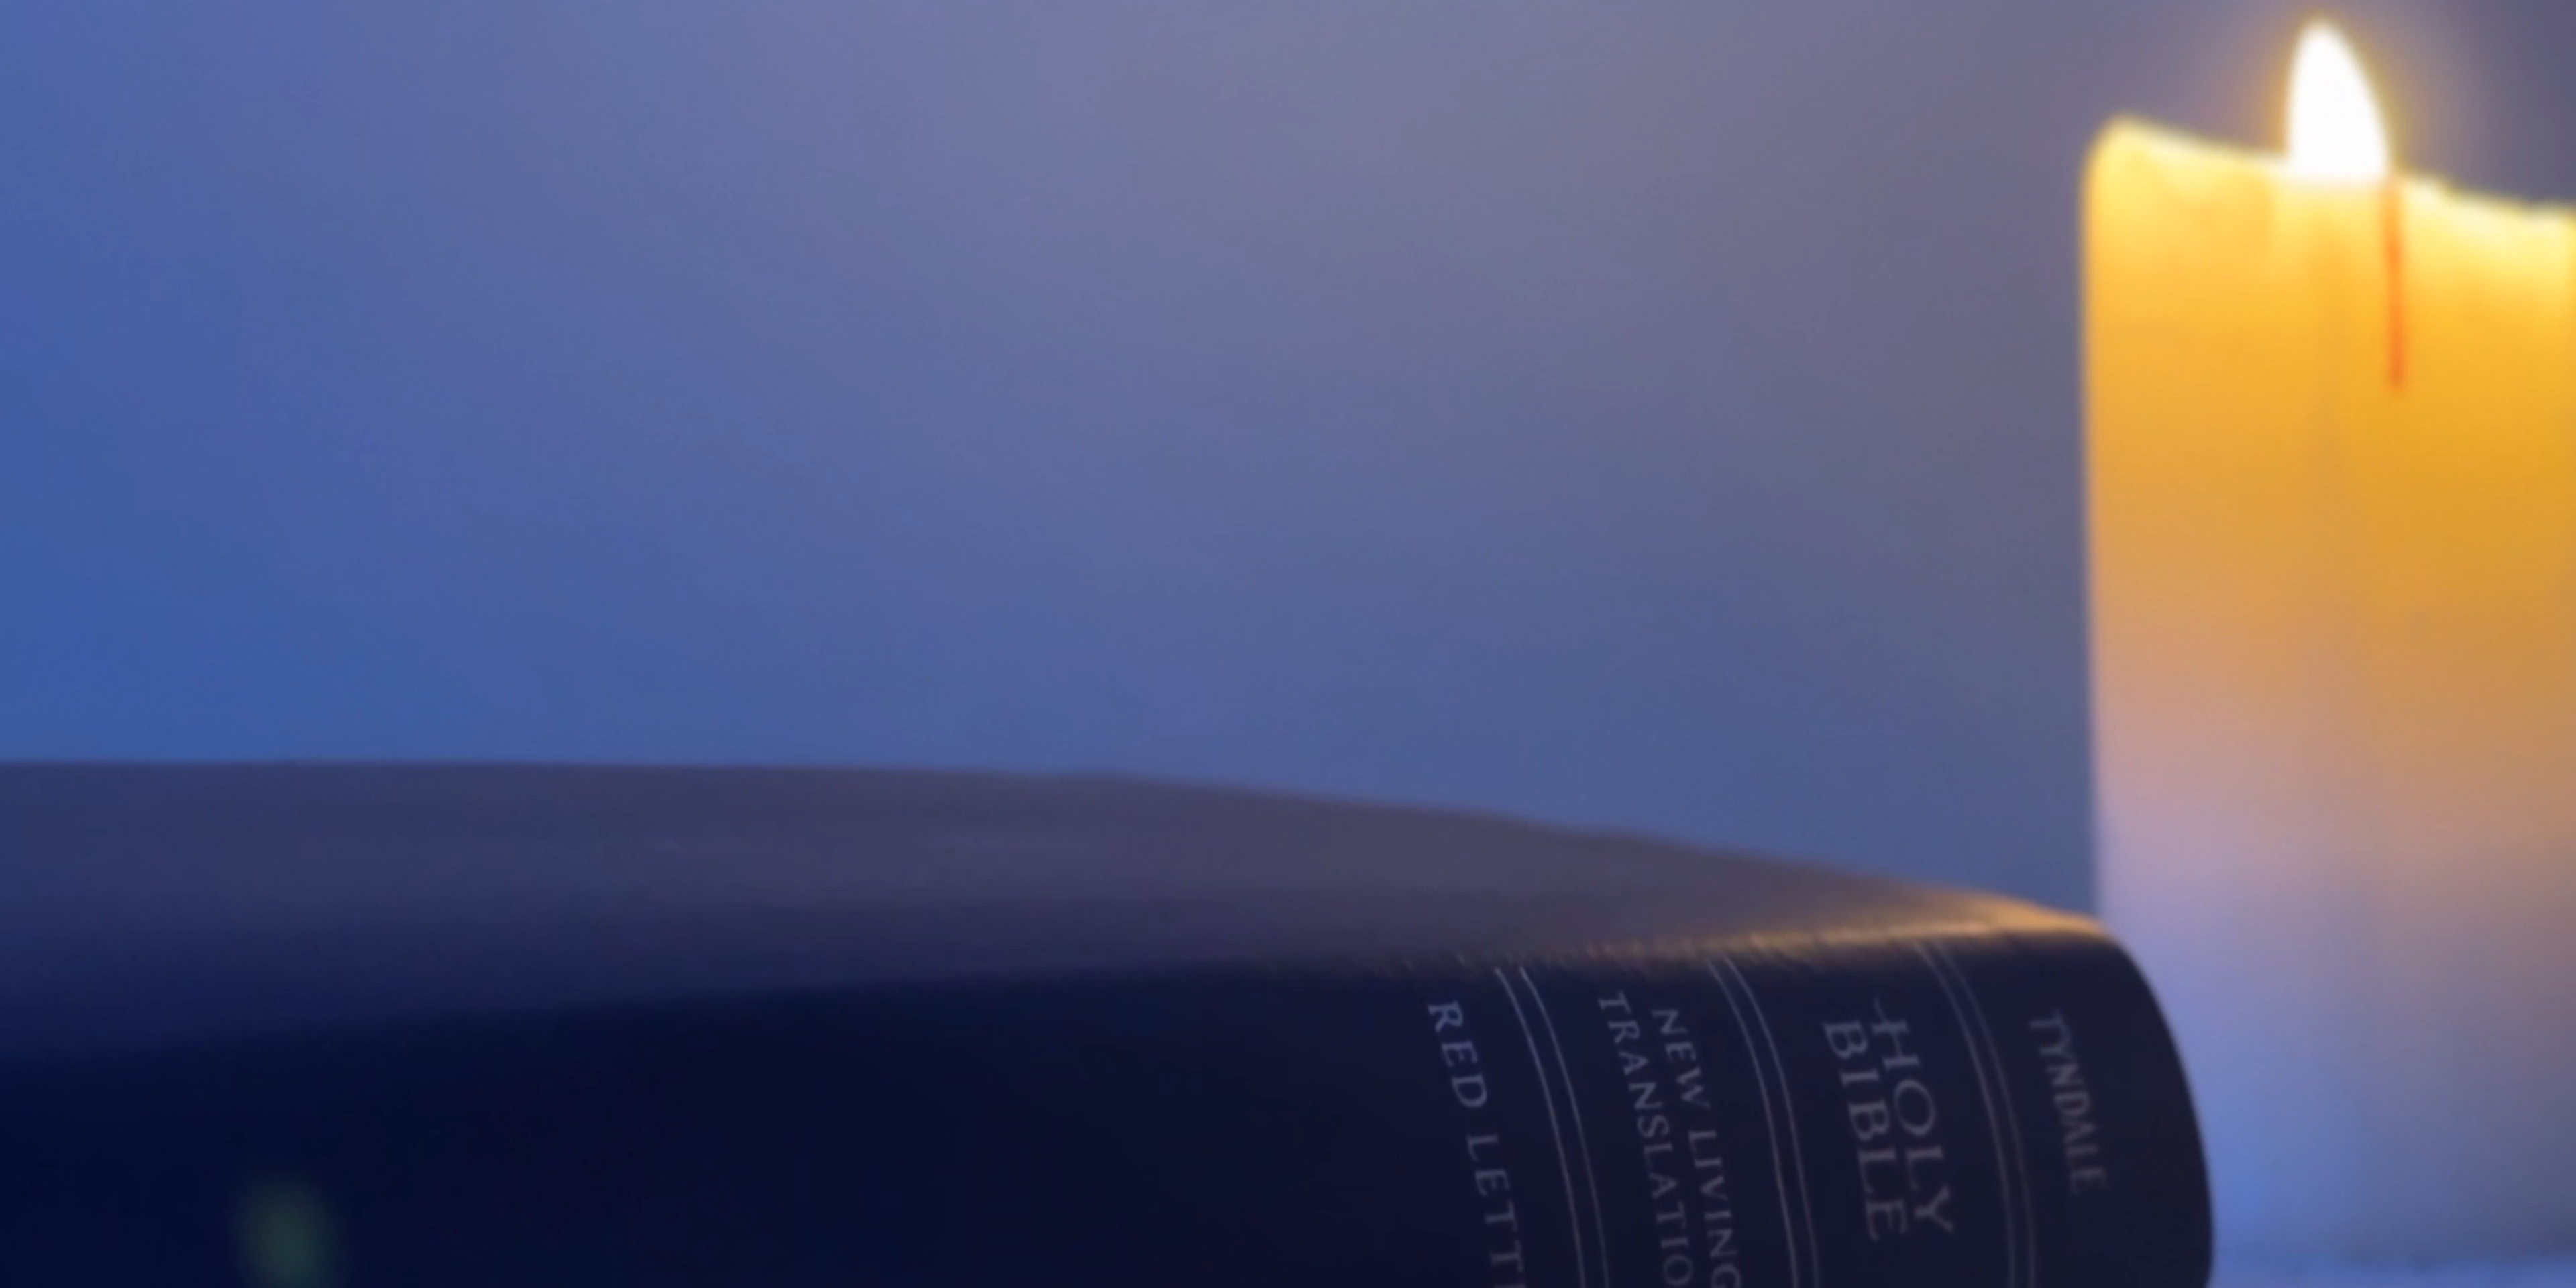 TYNDALE
HOLY
BIBLE
NEW LIVING
TRANSLATIO
RED LETT